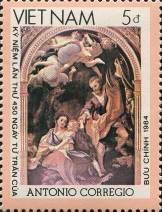 VIETNAM
5đ
KỶ NIỆM LẦN THỨ 450 NGÀY TỪ TRẦN CỦA
ANTONIO CORREGIO
BƯU CHÍNH 1984